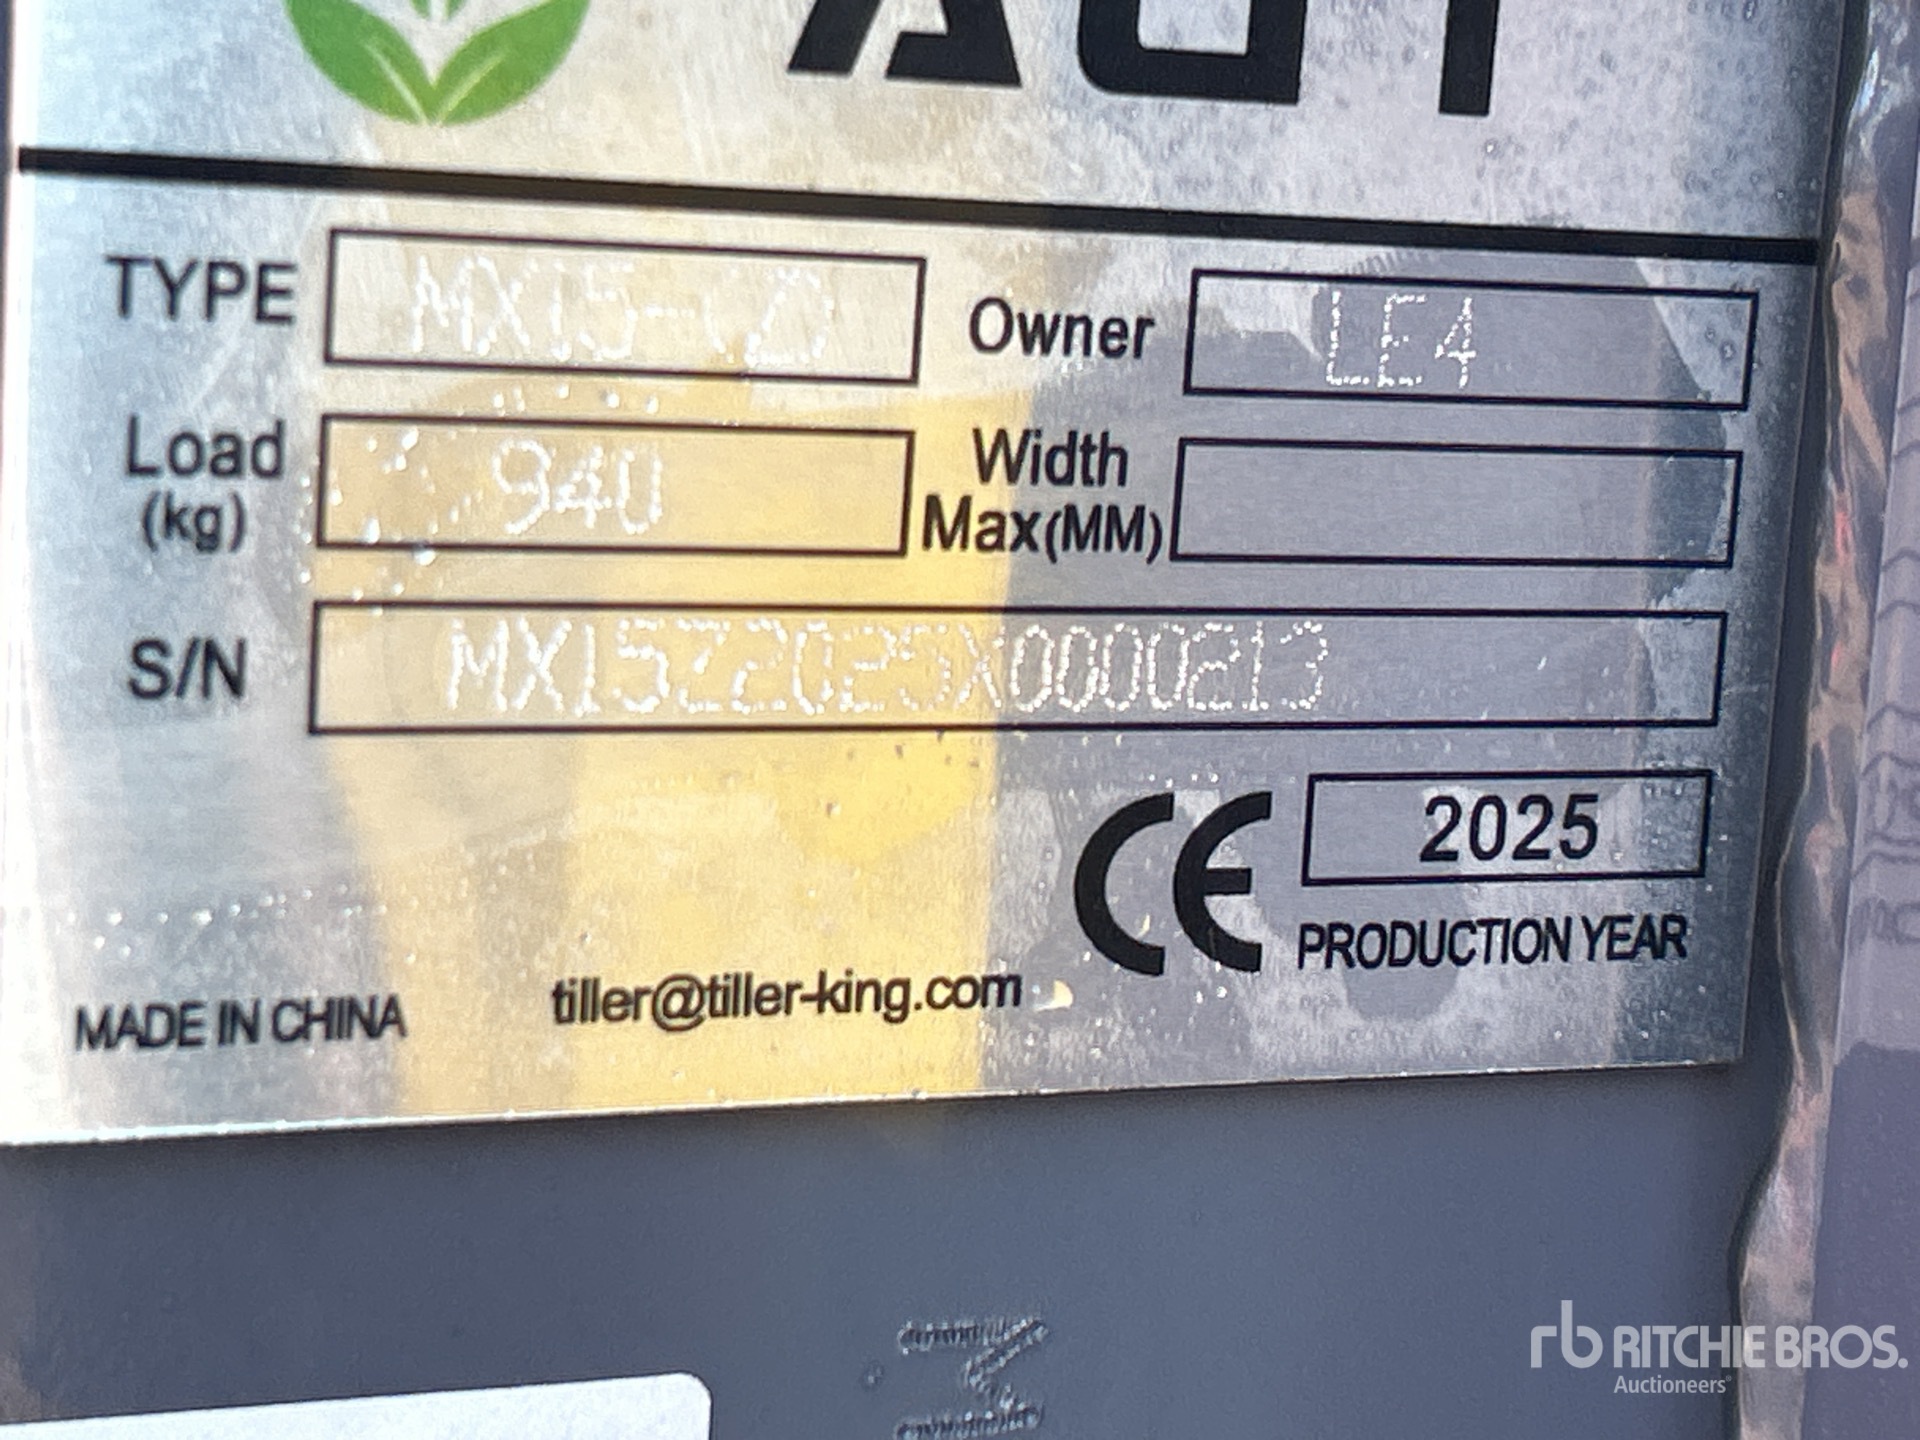 AGT
TYPE
Owner LE4
Load (kg) 940
Width Max(MM)
S/N MX15Z2025X0000213
CE 2025
PRODUCTION YEAR
MADE IN CHINA
tiller@tiller-king.com
M
rb RITCHIE BROS.
Auctioneers